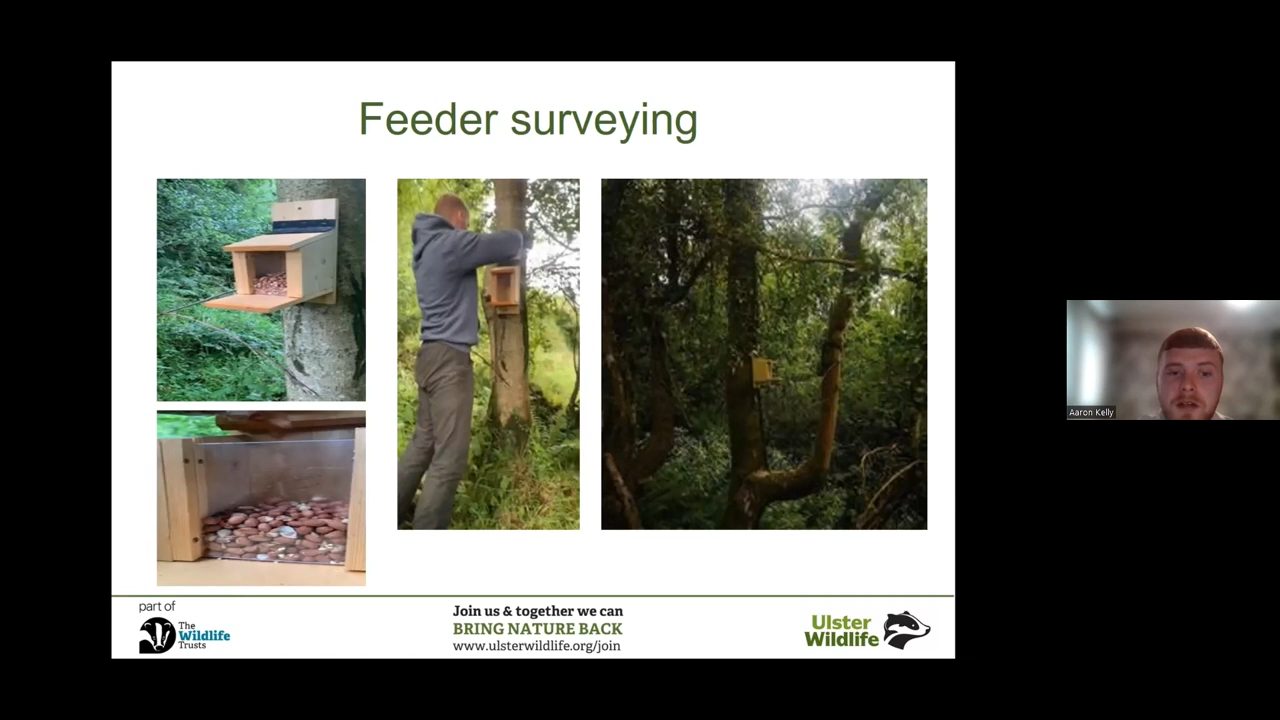 Feeder surveying
Aaron Kelly
part of
The
Wildlife
Trusts
Join us & together we can
BRING NATURE BACK
www.ulsterwildlife.org/join
Ulster
Wildlife